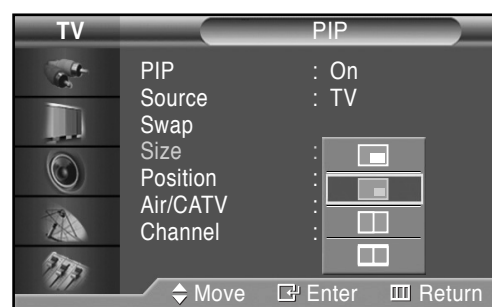 TV PIP
PIP : On
Source : TV
Swap
Size :
Position :
Air/CATV :
Channel :
Move Enter Return